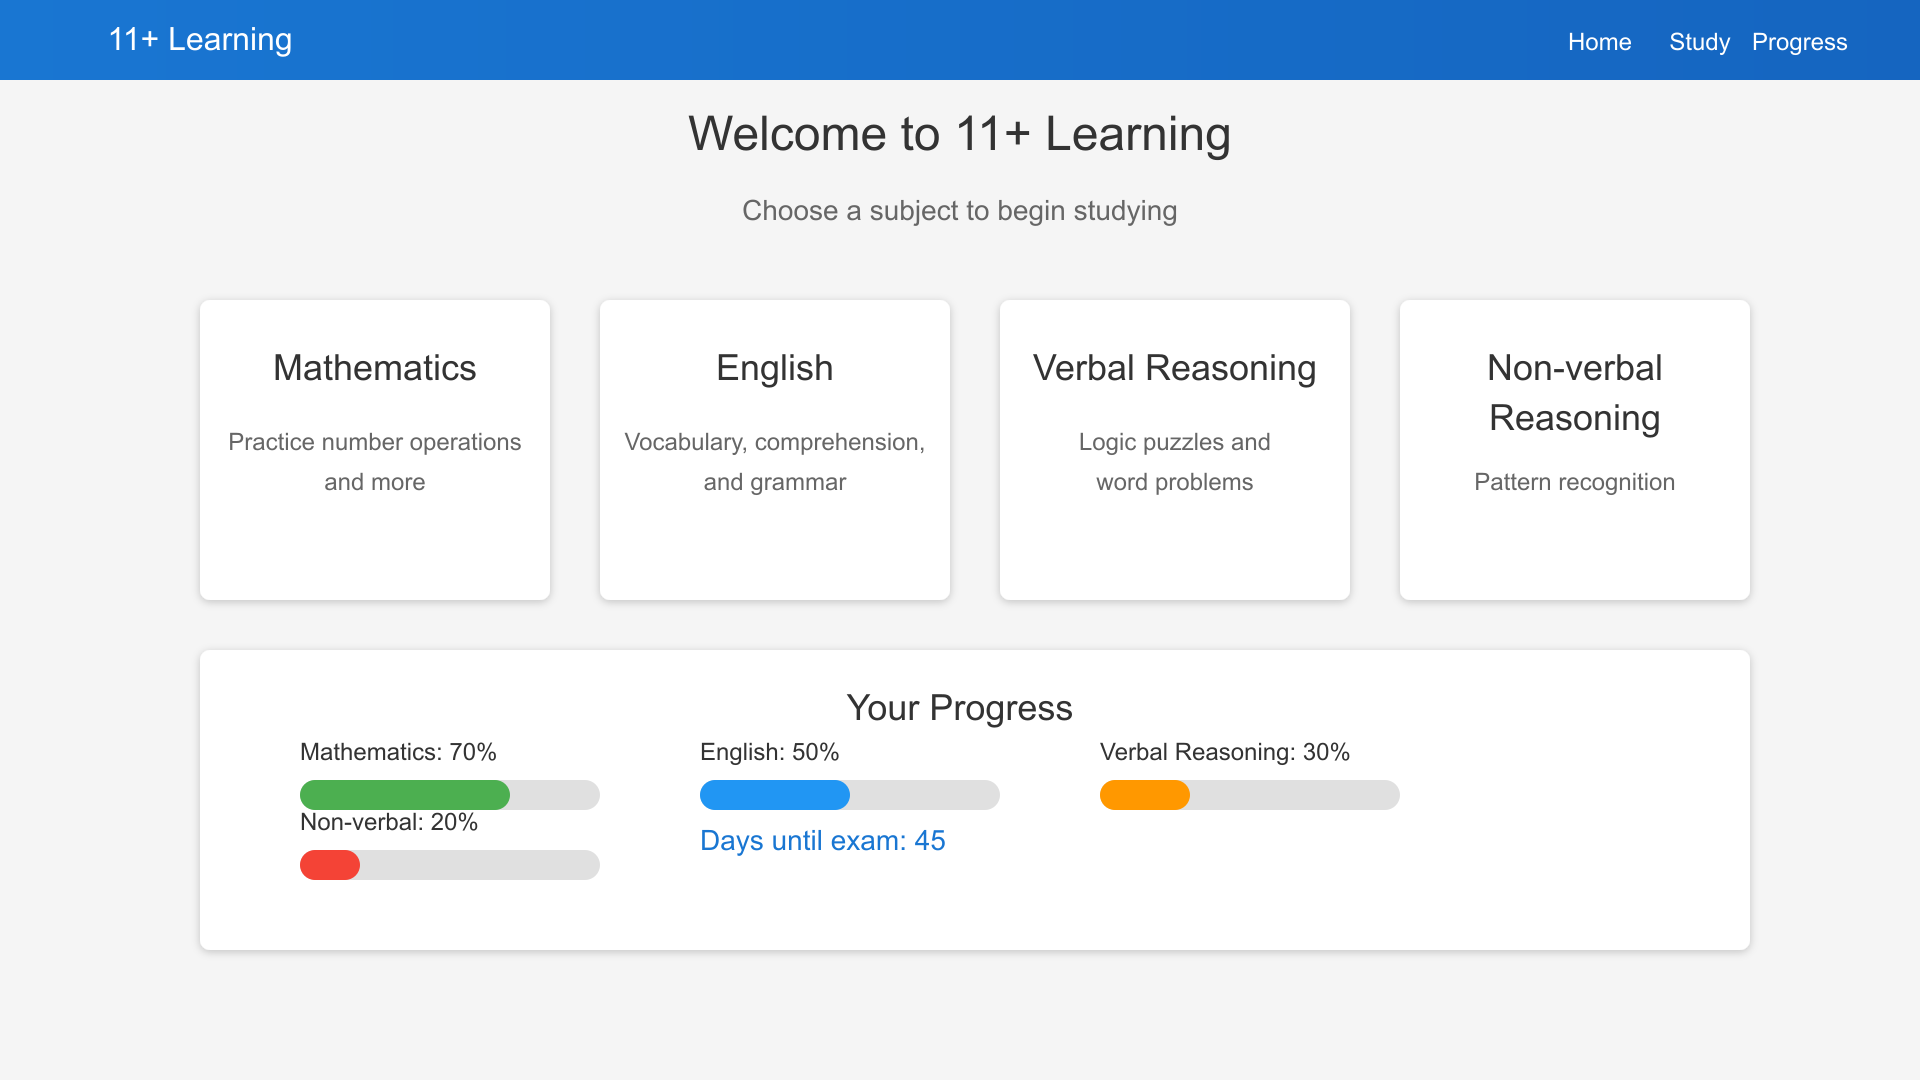 11+ Learning
Home
Study
Progress
Welcome to 11+ Learning
Choose a subject to begin studying
Mathematics
Practice number operations
and more
English
Vocabulary, comprehension,
and grammar
Verbal Reasoning
Logic puzzles and
word problems
Non-verbal
Reasoning
Pattern recognition
Your Progress
Mathematics: 70%
English: 50%
Verbal Reasoning: 30%
Non-verbal: 20%
Days until exam: 45